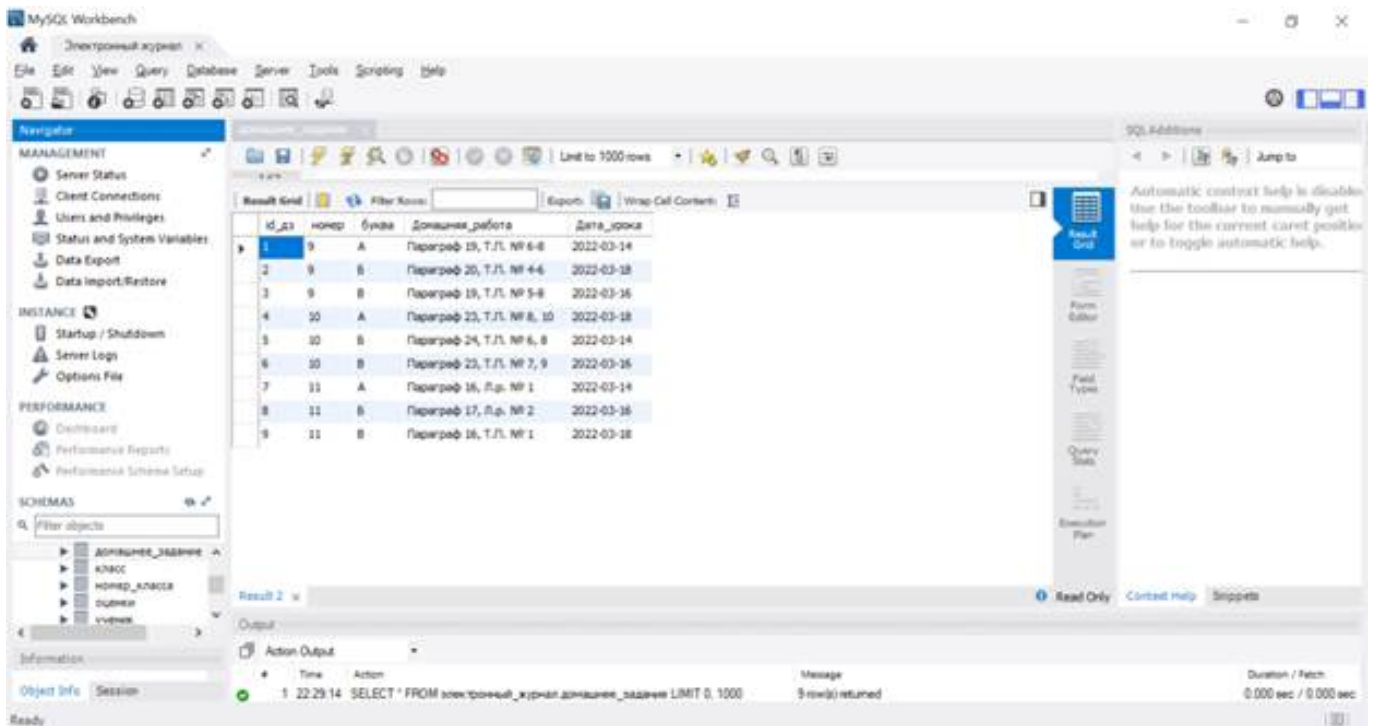 MySQL Workbench
Электронный журнал
File Edit View Query Database Server Tools Scripting Help
Navigator
SQL Additions
MANAGEMENT
Limit to 1000 rows
Jump to
Server Status
Client Connections
Users and Privileges
Status and System Variables
Data Export
Data Import/Restore
INSTANCE
Startup / Shutdown
Server Logs
Options File
PERFORMANCE
Dashboard
Performance Reports
Performance Schema Setup
SCHEMAS
Filter objects
домашнее_задание
класс
номер_класса
оценки
ученик
Information
Object Info Session
Result Grid Filter Rows: Export: Wrap Cell Content:
id_дз номер буква Домашняя_работа Дата_урока
1 9 А Параграф 19, Т.П. № 6-8 2022-03-14
2 9 Б Параграф 20, Т.П. № 4-6 2022-03-18
3 9 В Параграф 19, Т.П. № 5-8 2022-03-16
4 10 А Параграф 23, Т.П. № 8, 10 2022-03-18
5 10 Б Параграф 24, Т.П. № 6, 8 2022-03-14
6 10 В Параграф 23, Т.П. № 7, 9 2022-03-16
7 11 А Параграф 16, Л.р. № 1 2022-03-14
8 11 Б Параграф 17, Л.р. № 2 2022-03-16
9 11 В Параграф 16, Т.П. № 1 2022-03-18
Result Grid
Form Editor
Field Types
Query Stats
Execution Plan
Automatic context help is disabled
Use the toolbar to manually get
help for the current caret position
or to toggle automatic help.
Result 2
Read Only
Context Help Snippets
Output
Action Output
# Time Action Message Duration / Fetch
1 22:29:14 SELECT * FROM электронный_журнал.домашнее_задание LIMIT 0, 1000 9 row(s) returned 0.000 sec / 0.000 sec
Ready